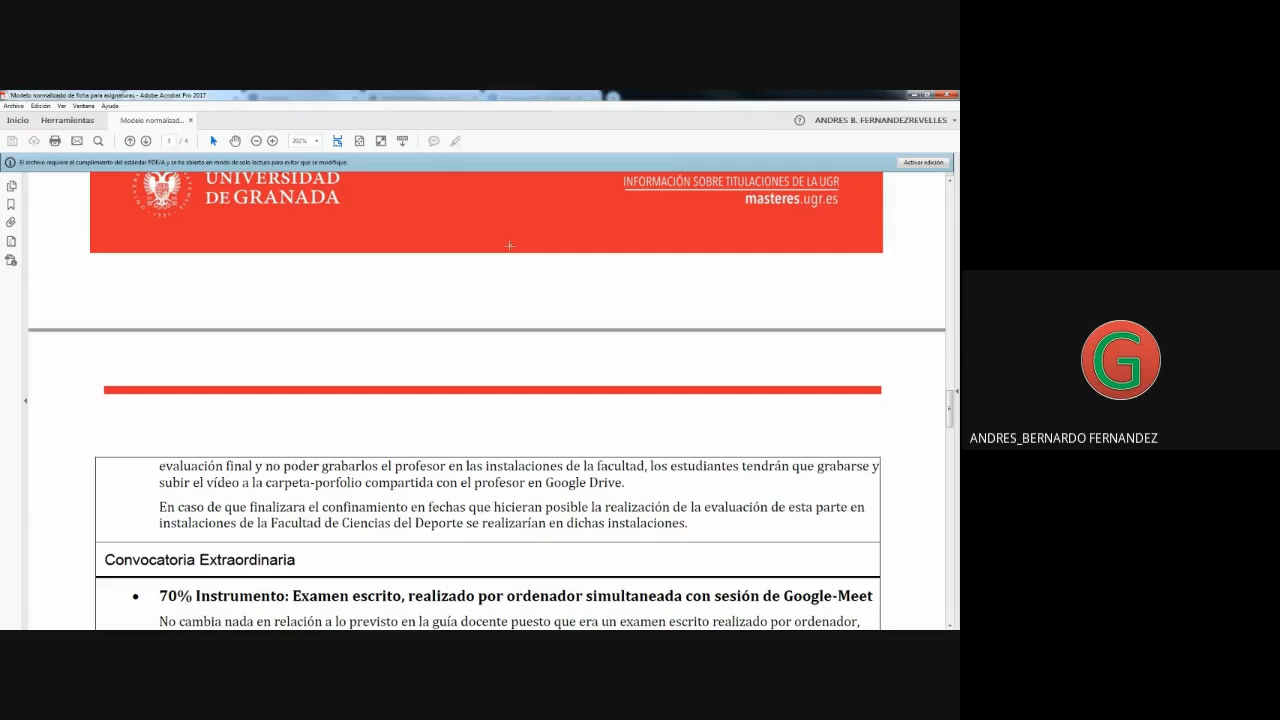 Modelo normalizado de ficha para asignaturas - Adobe Acrobat Pro 2017
Archivo Edición Ver Ventana Ayuda
Inicio Herramientas Modelo normalizad... × ANDRES B. FERNANDEZREVELLES
3 / 4 202%
El archivo requiere el cumplimiento del estándar PDF/A y se ha abierto en modo de solo lectura para evitar que se modifique. Activar edición
UNIVERSIDAD
DE GRANADA
INFORMACIÓN SOBRE TITULACIONES DE LA UGR
masteres.ugr.es
evaluación final y no poder grabarlos el profesor en las instalaciones de la facultad, los estudiantes tendrán que grabarse y
subir el vídeo a la carpeta-porfolio compartida con el profesor en Google Drive.
En caso de que finalizara el confinamiento en fechas que hicieran posible la realización de la evaluación de esta parte en
instalaciones de la Facultad de Ciencias del Deporte se realizarían en dichas instalaciones.
Convocatoria Extraordinaria
• 70% Instrumento: Examen escrito, realizado por ordenador simultaneada con sesión de Google-Meet
No cambia nada en relación a lo previsto en la guía docente puesto que era un examen escrito realizado por ordenador,
G
ANDRES_BERNARDO FERNANDEZ